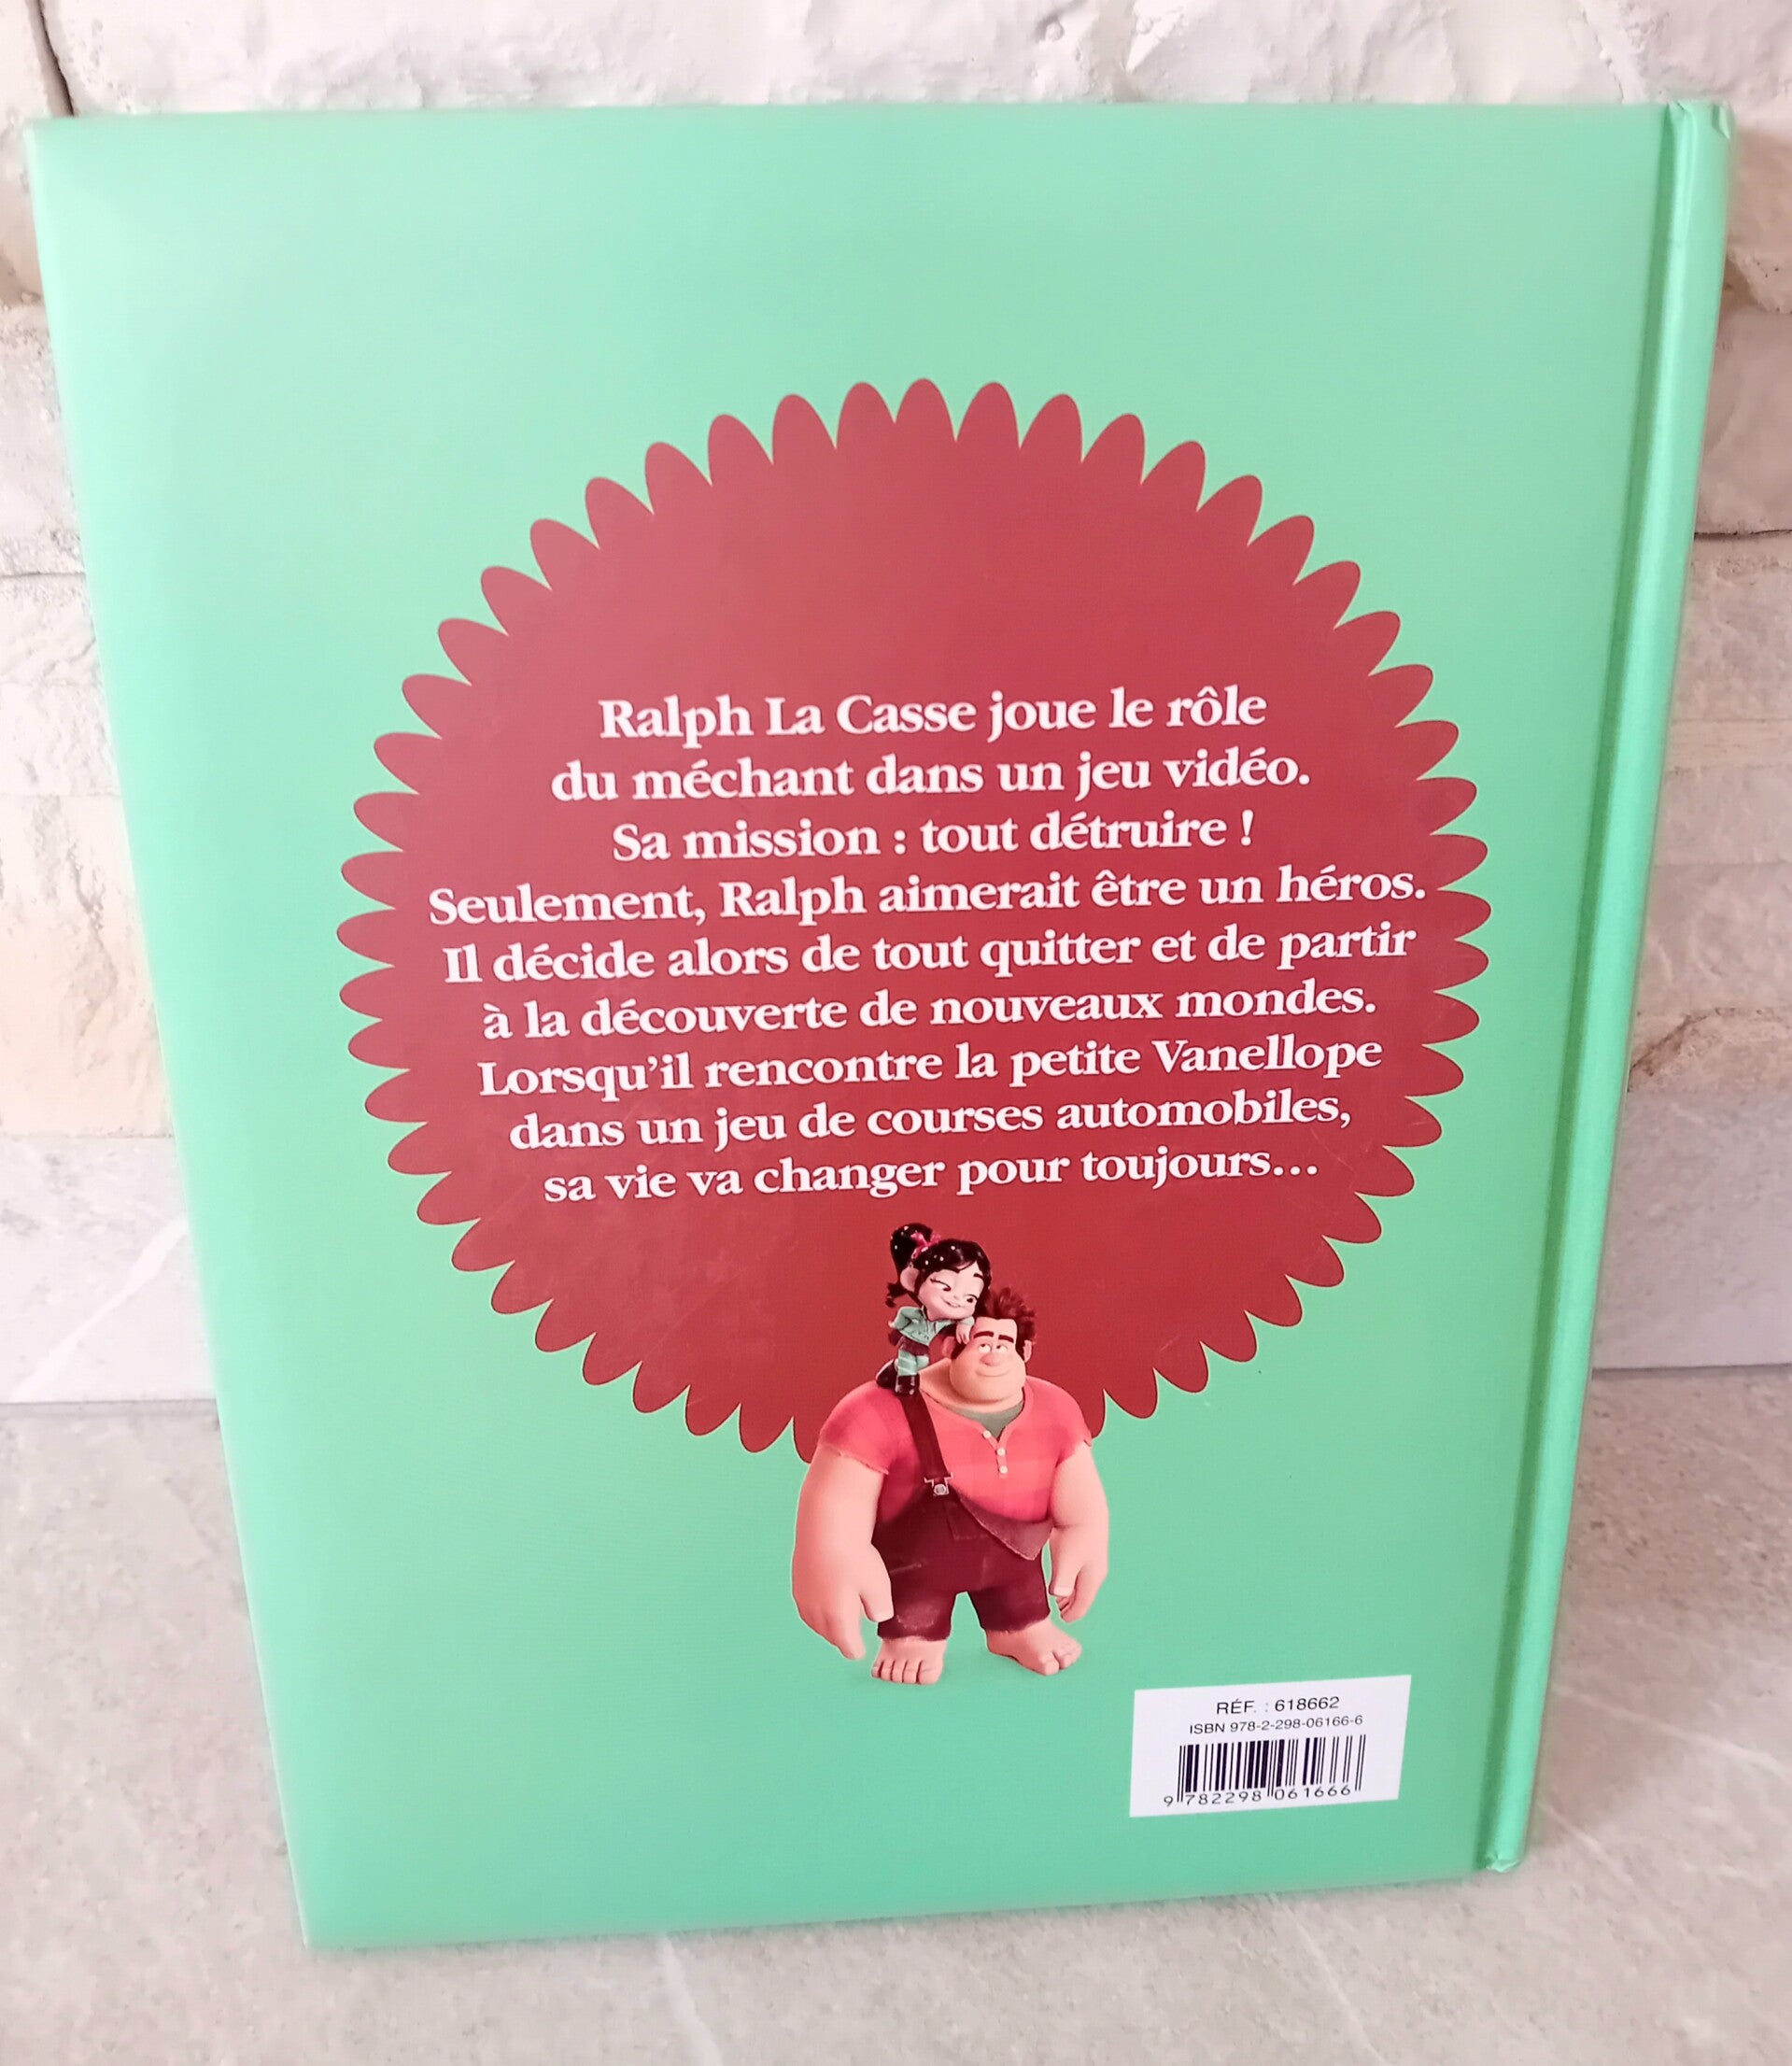 Ralph La Casse joue le rôle
du méchant dans un jeu vidéo.
Sa mission : tout détruire !
Seulement, Ralph aimerait être un héros.
Il décide alors de tout quitter et de partir
à la découverte de nouveaux mondes.
Lorsqu’il rencontre la petite Vanellope
dans un jeu de courses automobiles,
sa vie va changer pour toujours…
RÉF. : 618662
ISBN 978-2-298-06166-6
9 782298 061666